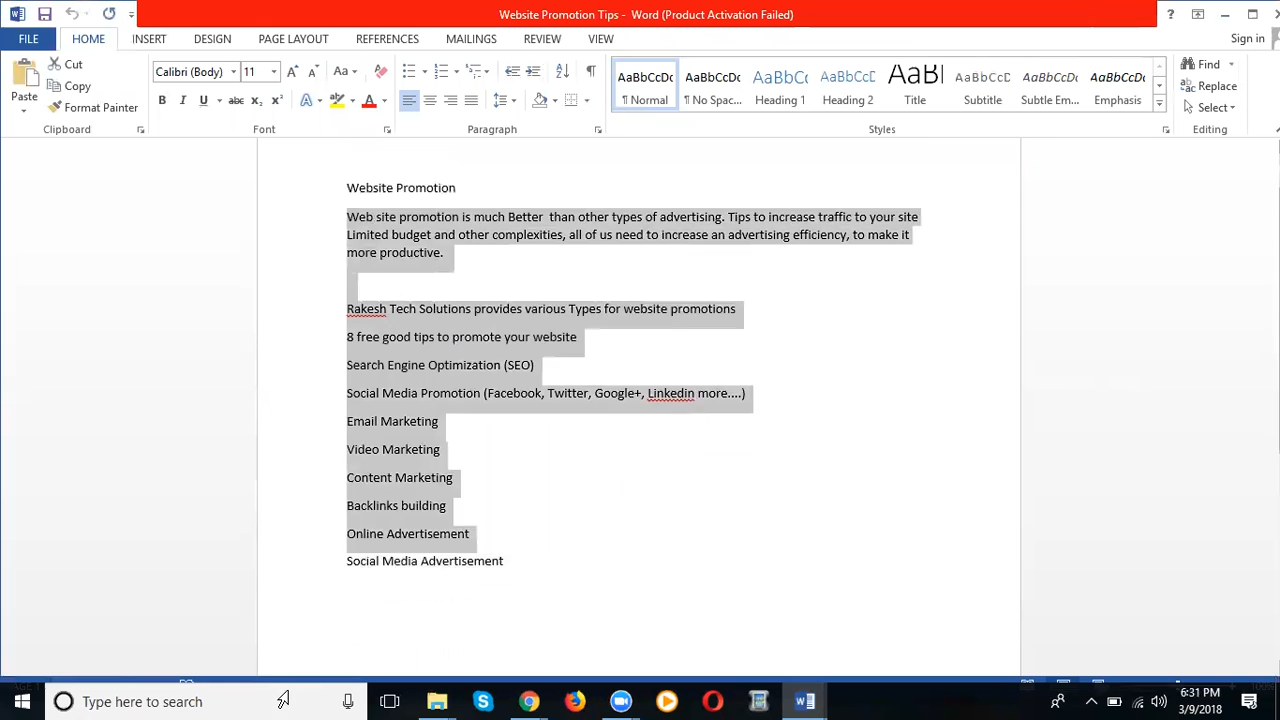 Website Promotion Tips - Word (Product Activation Failed)
FILE HOME INSERT DESIGN PAGE LAYOUT REFERENCES MAILINGS REVIEW VIEW Sign in
Paste Cut Copy Format Painter
Clipboard
Calibri (Body) 11
Font
Paragraph
AaBbCcDc AaBbCcDc AaBbCc AaBbCcC AaBl AaBbCcDc AaBbCcDc AaBbCcDc
¶ Normal ¶ No Spac... Heading Heading 2 Title Subtitle Subtle Em... Emphasis
Styles
Find
Replace
Select
Editing
Website Promotion
Web site promotion is much Better  than other types of advertising. Tips to increase traffic to your site
Limited budget and other complexities, all of us need to increase an advertising efficiency, to make it
more productive.
Rakesh Tech Solutions provides various Types for website promotions
8 free good tips to promote your website
Search Engine Optimization (SEO)
Social Media Promotion (Facebook, Twitter, Google+, Linkedin more....)
Email Marketing
Video Marketing
Content Marketing
Backlinks building
Online Advertisement
Social Media Advertisement
Type here to search
6:31 PM
3/9/2018